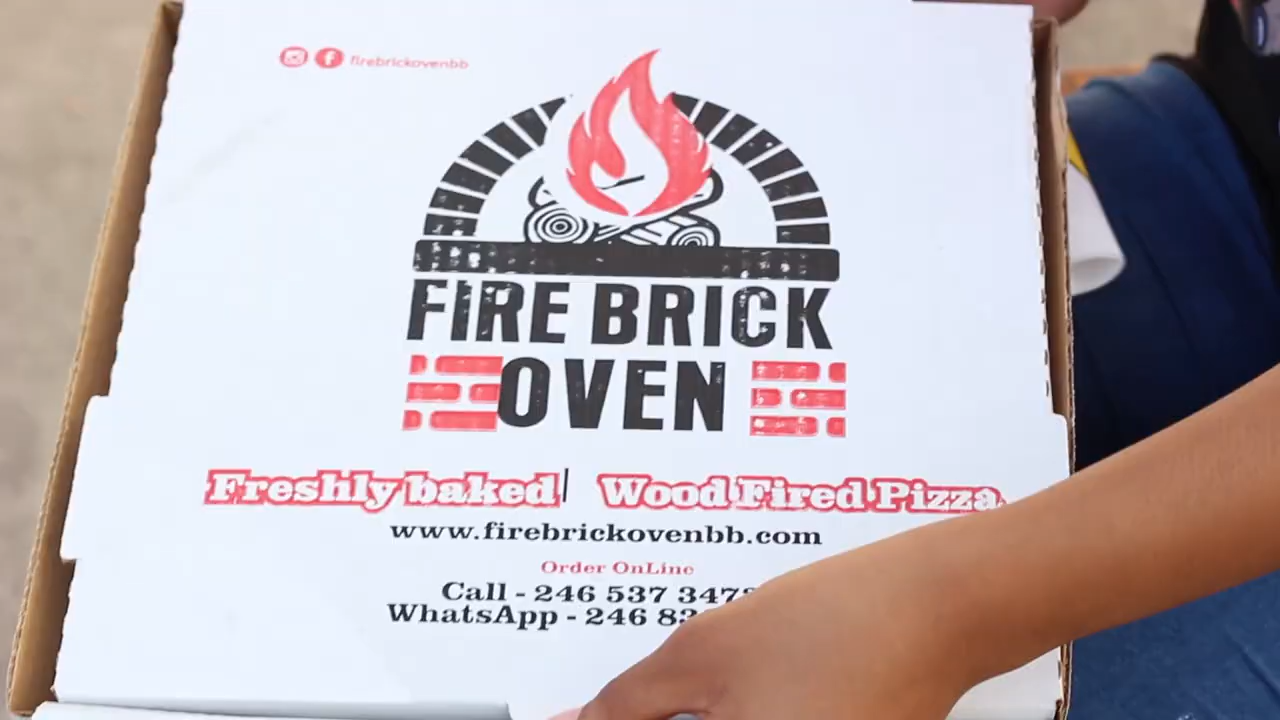 firebrickovenbb
FIRE BRICK
OVEN
Freshly baked | Wood Fired Pizza
www.firebrickovenbb.com
Order OnLine
Call - 246 537
WhatsApp - 246